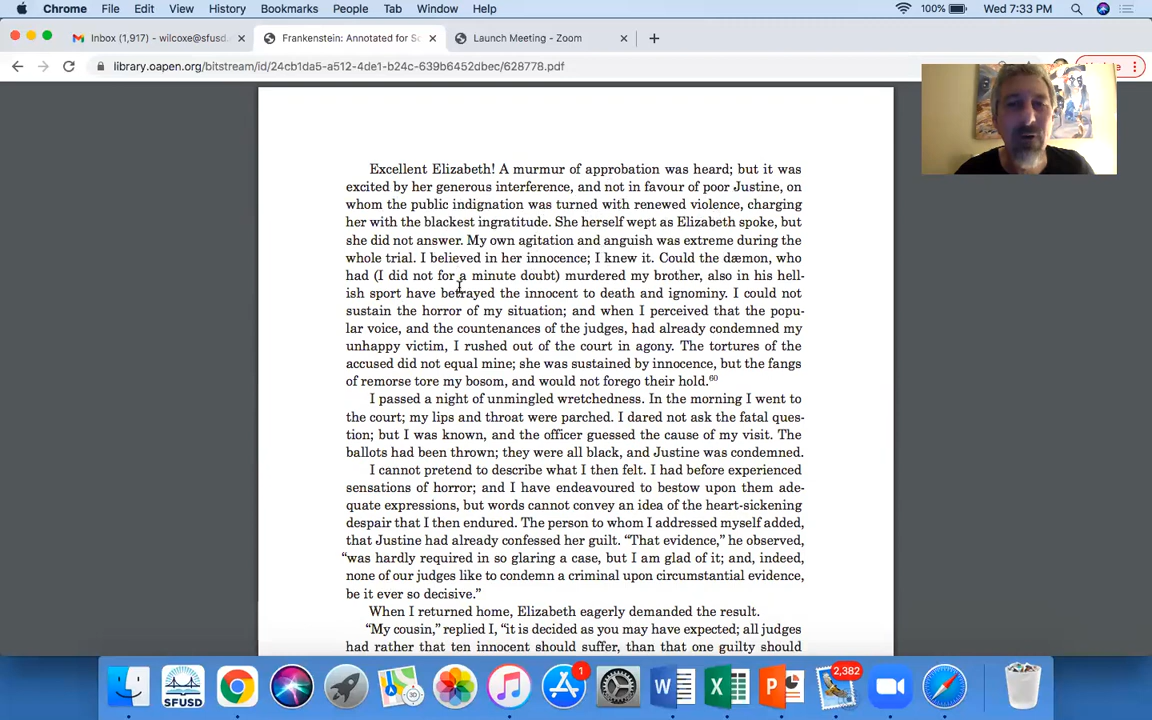 Chrome File Edit View History Bookmarks People Tab Window Help 100% Wed 7:33 PM
Inbox (1,917) - wilcoxe@sfusd. Frankenstein: Annotated for Sc Launch Meeting - Zoom
library.oapen.org/bitstream/id/24cb1da5-a512-4de1-b24c-639b6452dbec/628778.pdf
Excellent Elizabeth! A murmur of approbation was heard; but it was
excited by her generous interference, and not in favour of poor Justine, on
whom the public indignation was turned with renewed violence, charging
her with the blackest ingratitude. She herself wept as Elizabeth spoke, but
she did not answer. My own agitation and anguish was extreme during the
whole trial. I believed in her innocence; I knew it. Could the dæmon, who
had (I did not for a minute doubt) murdered my brother, also in his hell-
ish sport have betrayed the innocent to death and ignominy. I could not
sustain the horror of my situation; and when I perceived that the popu-
lar voice, and the countenances of the judges, had already condemned my
unhappy victim, I rushed out of the court in agony. The tortures of the
accused did not equal mine; she was sustained by innocence, but the fangs
of remorse tore my bosom, and would not forego their hold.60
I passed a night of unmingled wretchedness. In the morning I went to
the court; my lips and throat were parched. I dared not ask the fatal ques-
tion; but I was known, and the officer guessed the cause of my visit. The
ballots had been thrown; they were all black, and Justine was condemned.
I cannot pretend to describe what I then felt. I had before experienced
sensations of horror; and I have endeavoured to bestow upon them ade-
quate expressions, but words cannot convey an idea of the heart-sickening
despair that I then endured. The person to whom I addressed myself added,
that Justine had already confessed her guilt. “That evidence,” he observed,
“was hardly required in so glaring a case, but I am glad of it; and, indeed,
none of our judges like to condemn a criminal upon circumstantial evidence,
be it ever so decisive.”
When I returned home, Elizabeth eagerly demanded the result.
“My cousin,” replied I, “it is decided as you may have expected; all judges
had rather that ten innocent should suffer, than that one guilty should
SFUSD 30 1 W X P 2,382